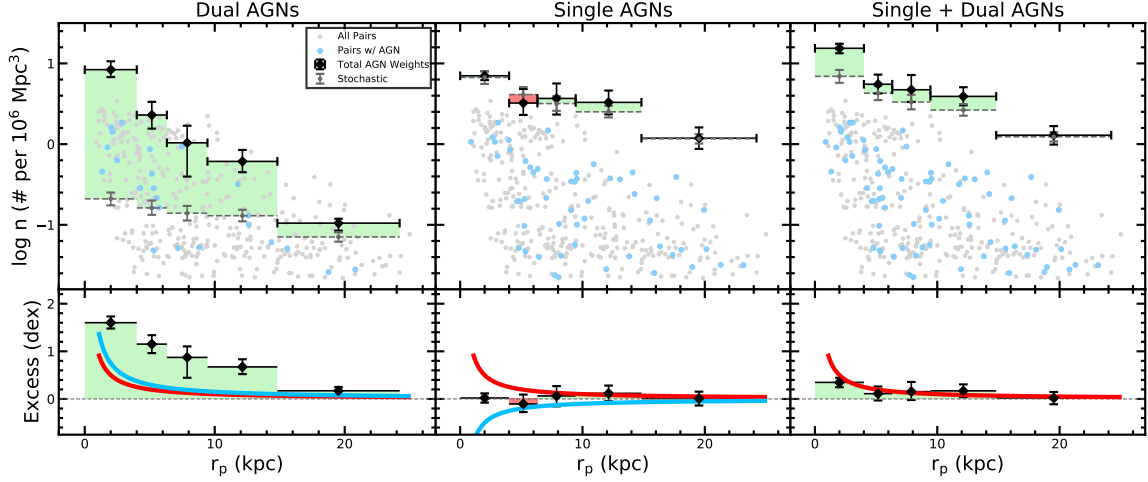 Dual AGNs
Single AGNs
Single + Dual AGNs
log n (# per 10⁶ Mpc³)
1
0
−1
All Pairs
Pairs w/ AGN
Total AGN Weights
Stochastic
Excess (dex)
2
1
0
0 10 20
0 10 20
0 10 20
rₚ (kpc)
rₚ (kpc)
rₚ (kpc)